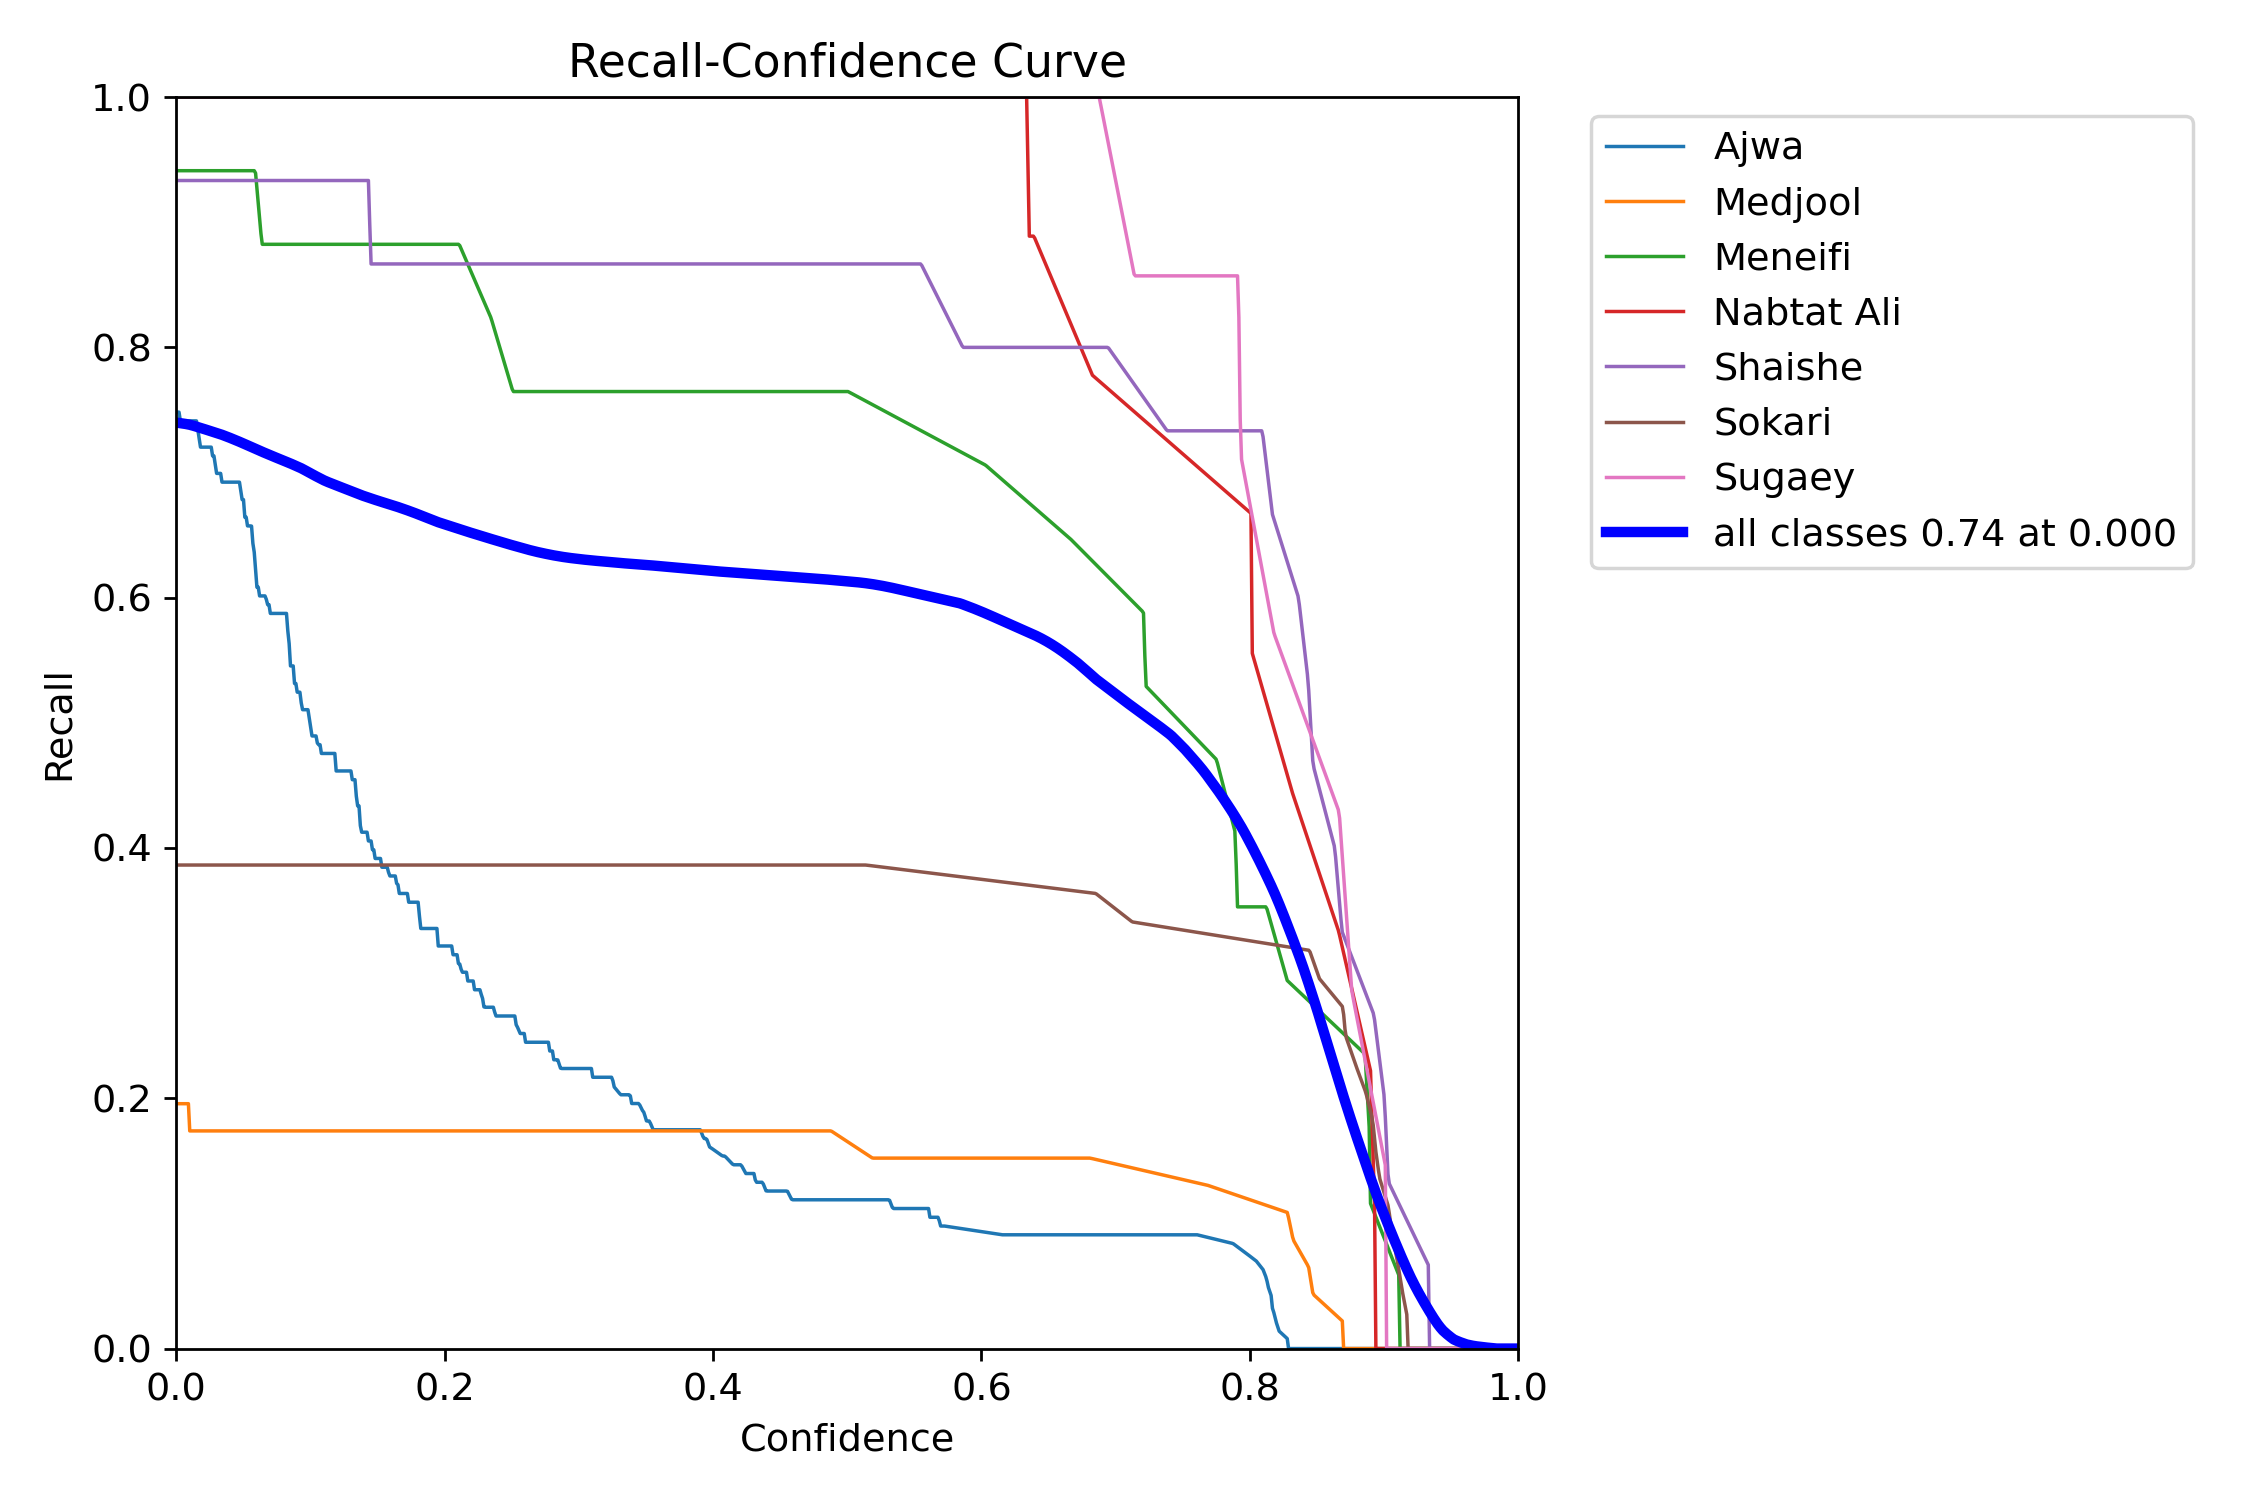 Recall-Confidence Curve
1.0
0.8
0.6
0.4
0.2
0.0
Recall
0.0 0.2 0.4 0.6 0.8 1.0
Confidence
Ajwa
Medjool
Meneifi
Nabtat Ali
Shaishe
Sokari
Sugaey
all classes 0.74 at 0.000